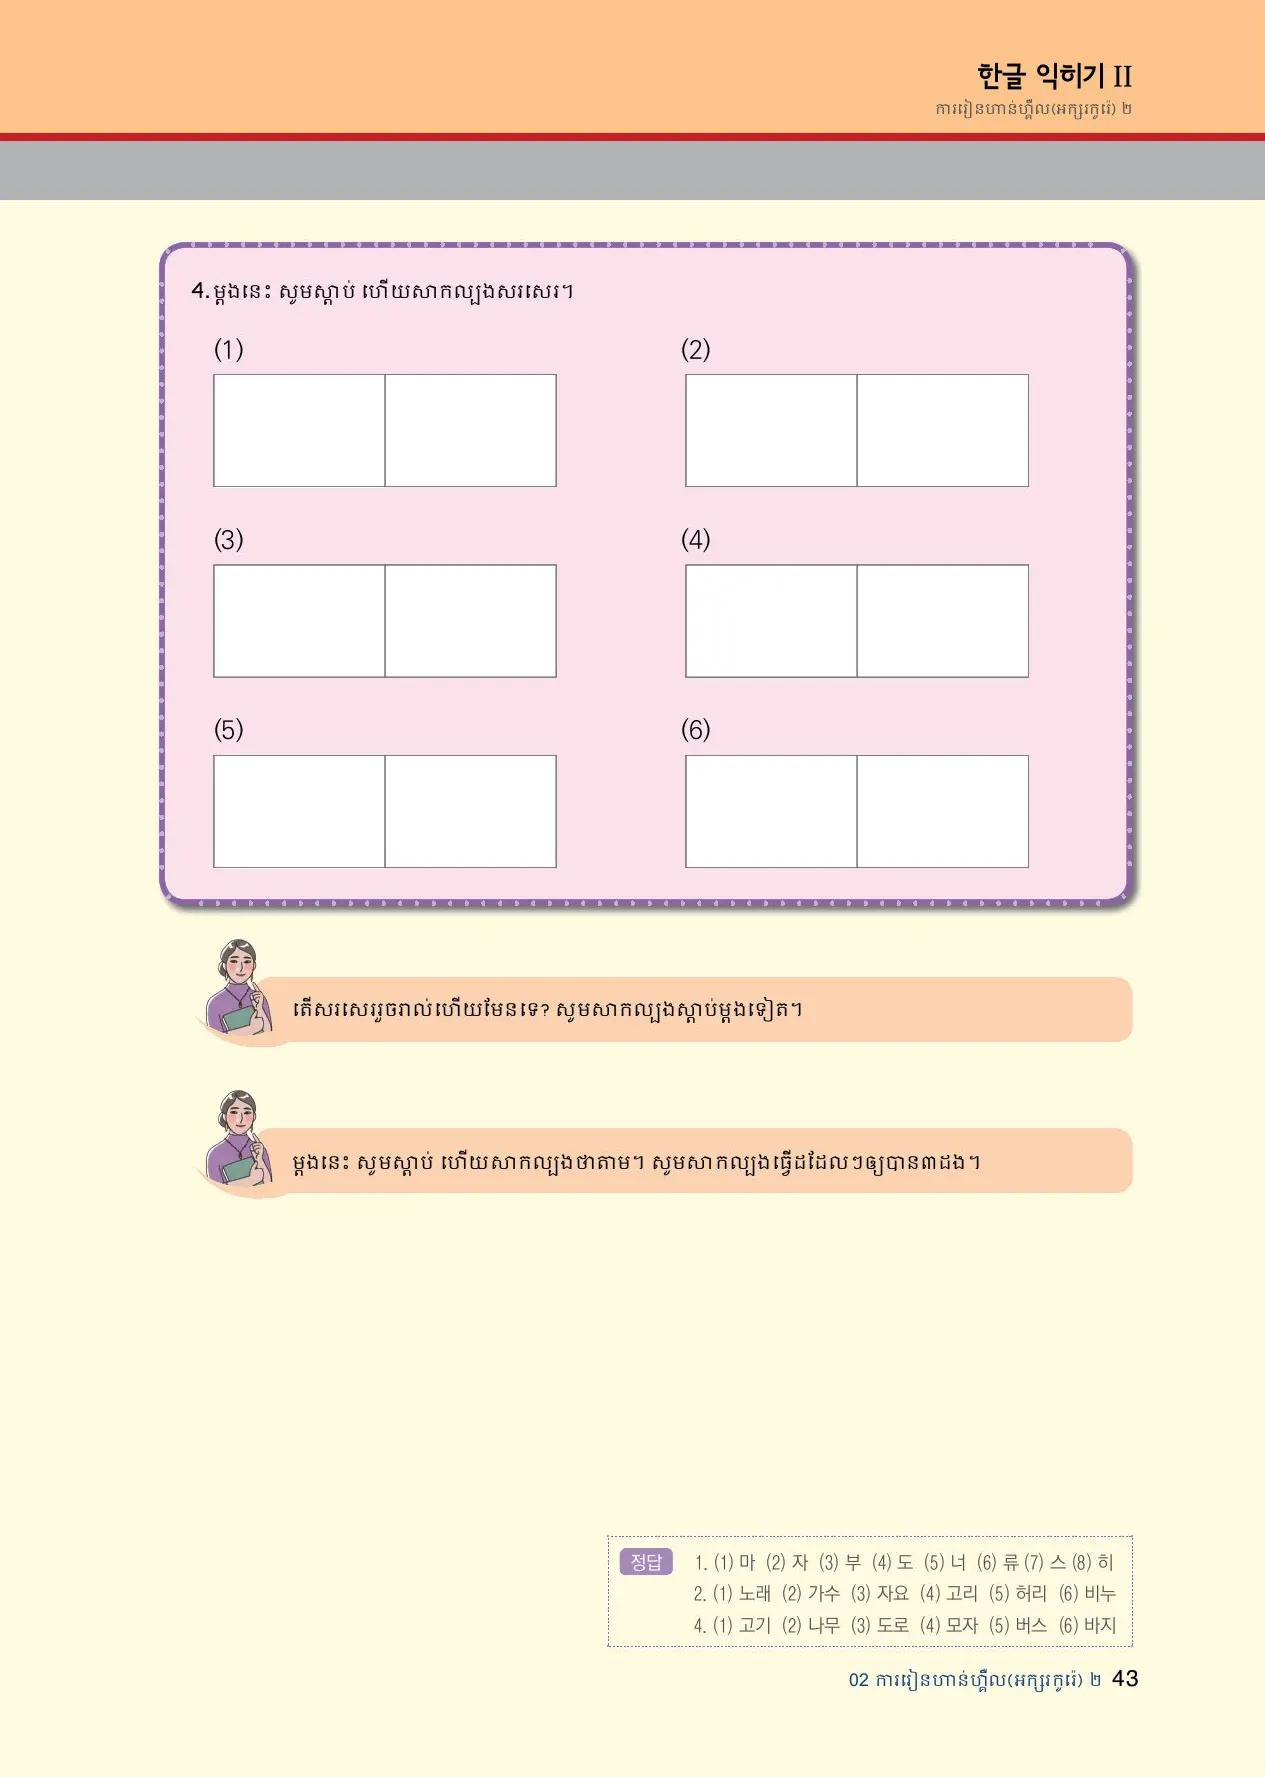 한글 익히기 II
ការរៀនហាន់ហ្គឺល(អក្សរកូរ៉េ) ២
4. ម្តងនេះ សូមស្តាប់ ហើយសាកល្បងសរសេរ។
(1) (2)
(3) (4)
(5) (6)
តើសរសេររួចរាល់ហើយមែនទេ? សូមសាកល្បងស្តាប់ម្តងទៀត។
ម្តងនេះ សូមស្តាប់ ហើយសាកល្បងថាតាម។ សូមសាកល្បងធ្វើដដែលៗឲ្យបាន៣ដង។
정답 1. (1) 마 (2) 자 (3) 부 (4) 도 (5) 너 (6) 류 (7) 스 (8) 히
2. (1) 노래 (2) 가수 (3) 자요 (4) 고리 (5) 허리 (6) 비누
4. (1) 고기 (2) 나무 (3) 도로 (4) 모자 (5) 버스 (6) 바지
02 ការរៀនហាន់ហ្គឺល(អក្សរកូរ៉េ) ២ 43